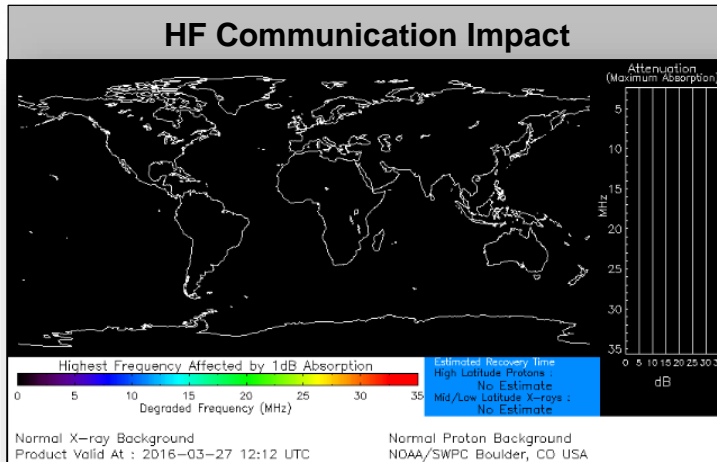 HF Communication Impact
Attenuation
(Maximum Absorption)
5
10
15
20
25
30
35
MHz
0 5 10 15 20 25 30 3
dB
Highest Frequency Affected by 1dB Absorption
0 5 10 15 20 25 30 35
Degraded Frequency (MHz)
Estimated Recovery Time
High Latitude Protons :
No Estimate
Mid/Low Latitude X-rays :
No Estimate
Normal X-ray Background
Product Valid At : 2016-03-27 12:12 UTC
Normal Proton Background
NOAA/SWPC Boulder, CO USA